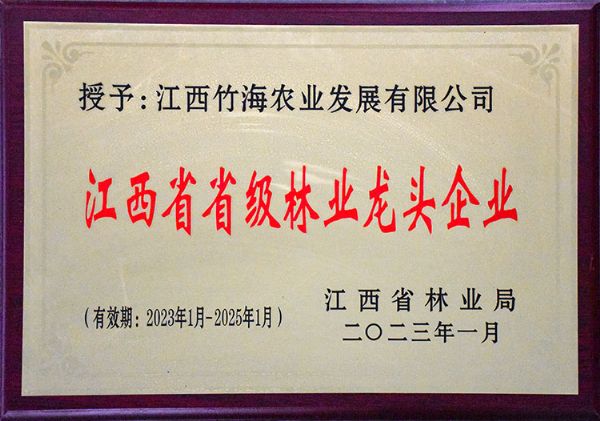 授予：江西竹海农业发展有限公司
江西省省级林业龙头企业
江西省林业局
（有效期：2023年1月-2025年1月）
二〇二三年一月